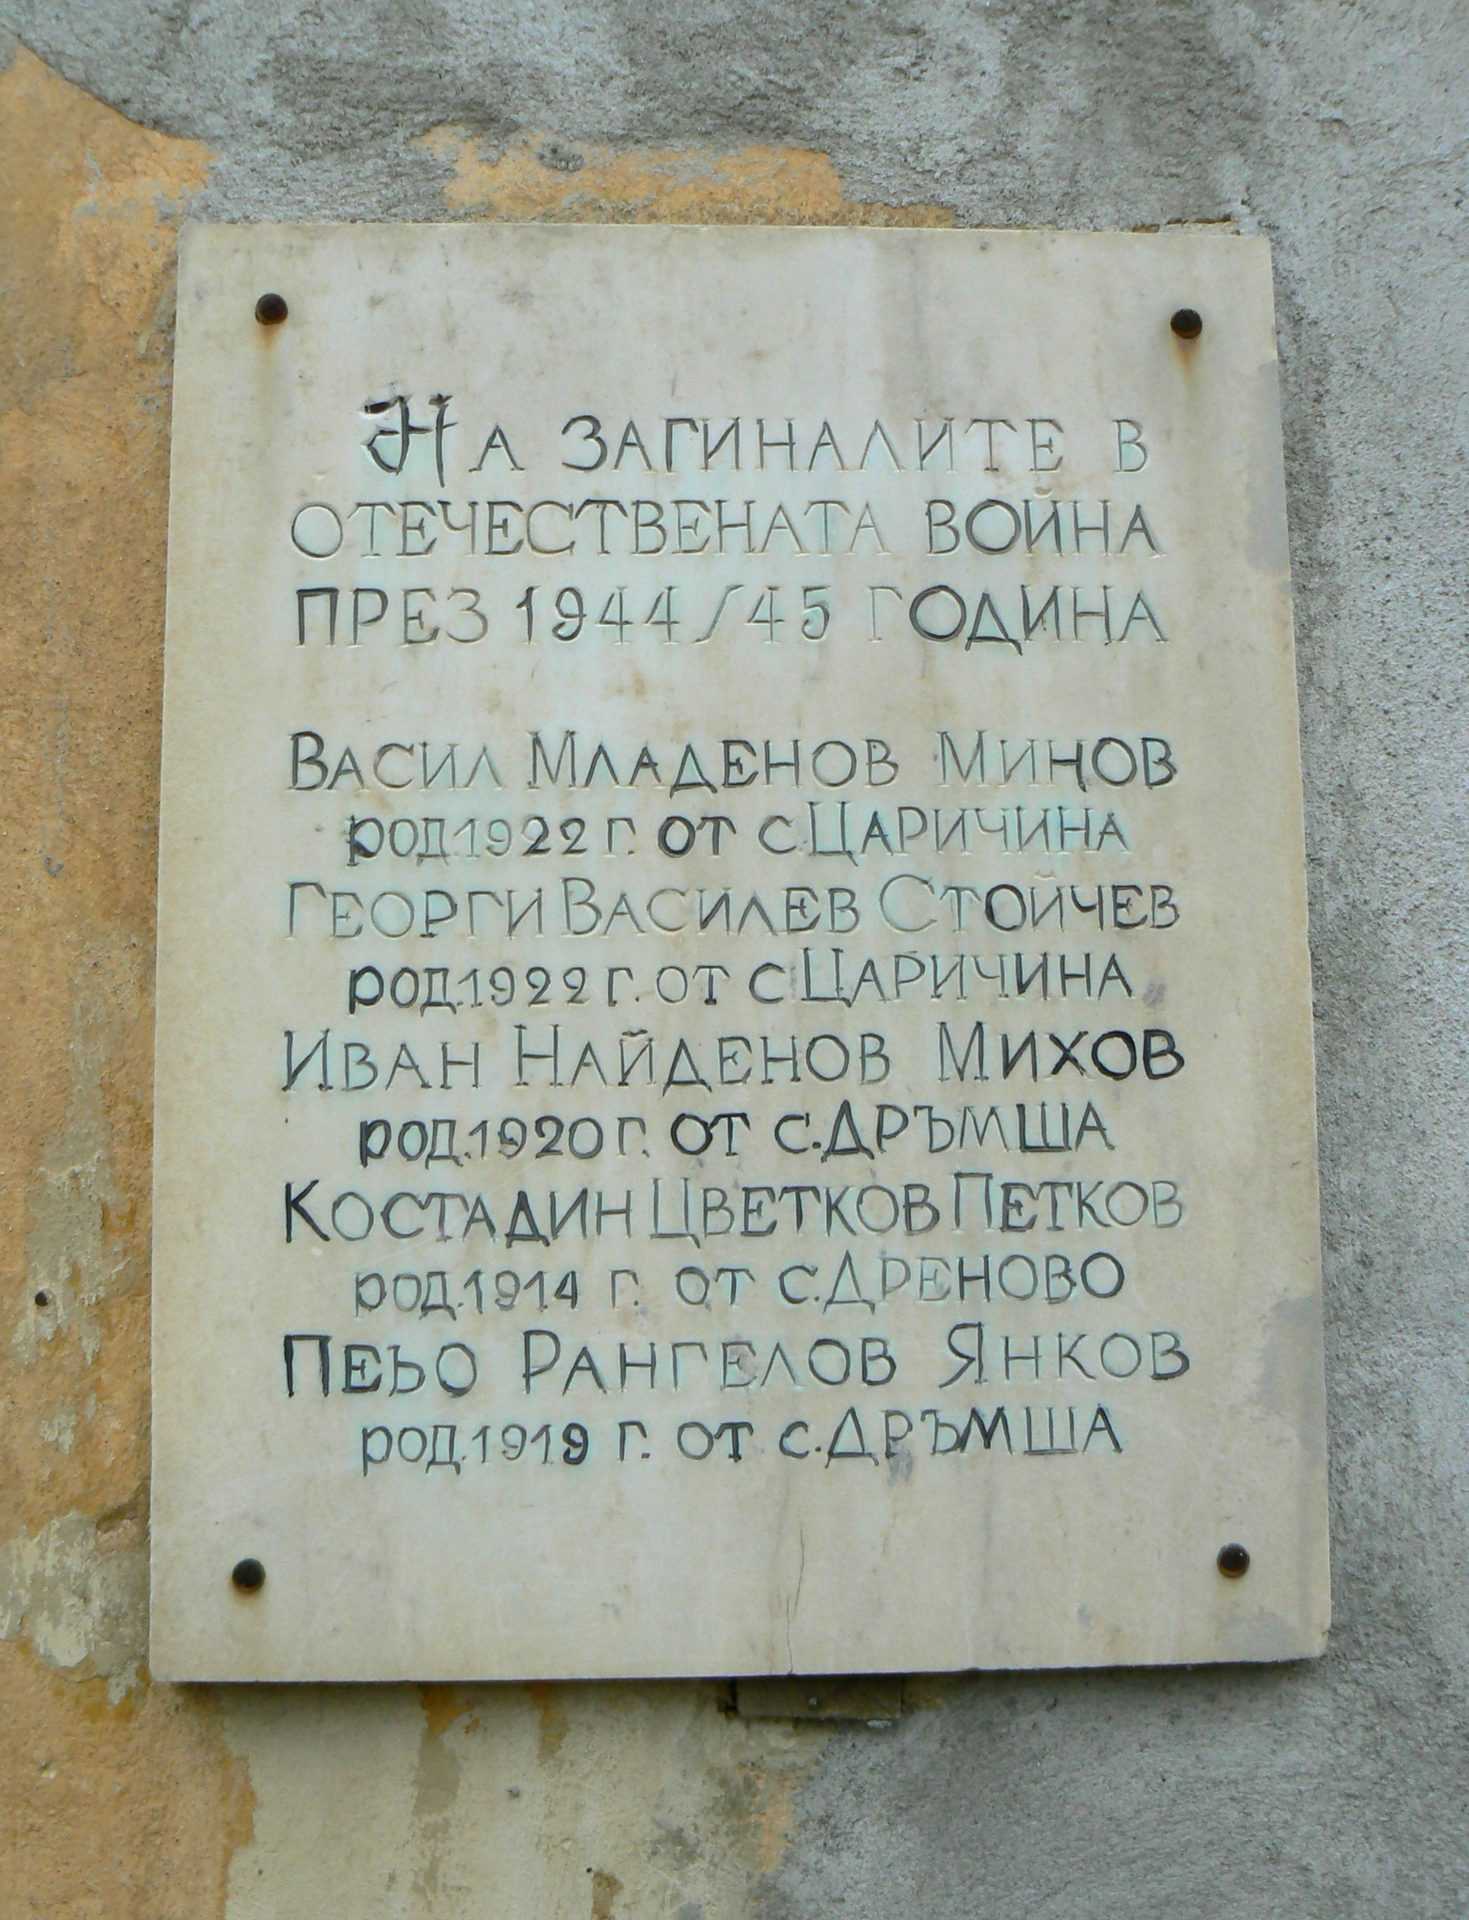 На загиналите в
Отечествената война
през 1944/45 година
Васил Младенов Минов
род.1922 г. от с.Царичина
Георги Василев Стойчев
род.1922 г. от с.Царичина
Иван Найденов Михов
род.1920 г. от с.Дръмша
Костадин Цветков Петков
род.1914 г. от с.Дреново
Пеьо Рангелов Янков
род.1919 г. от с.Дръмша